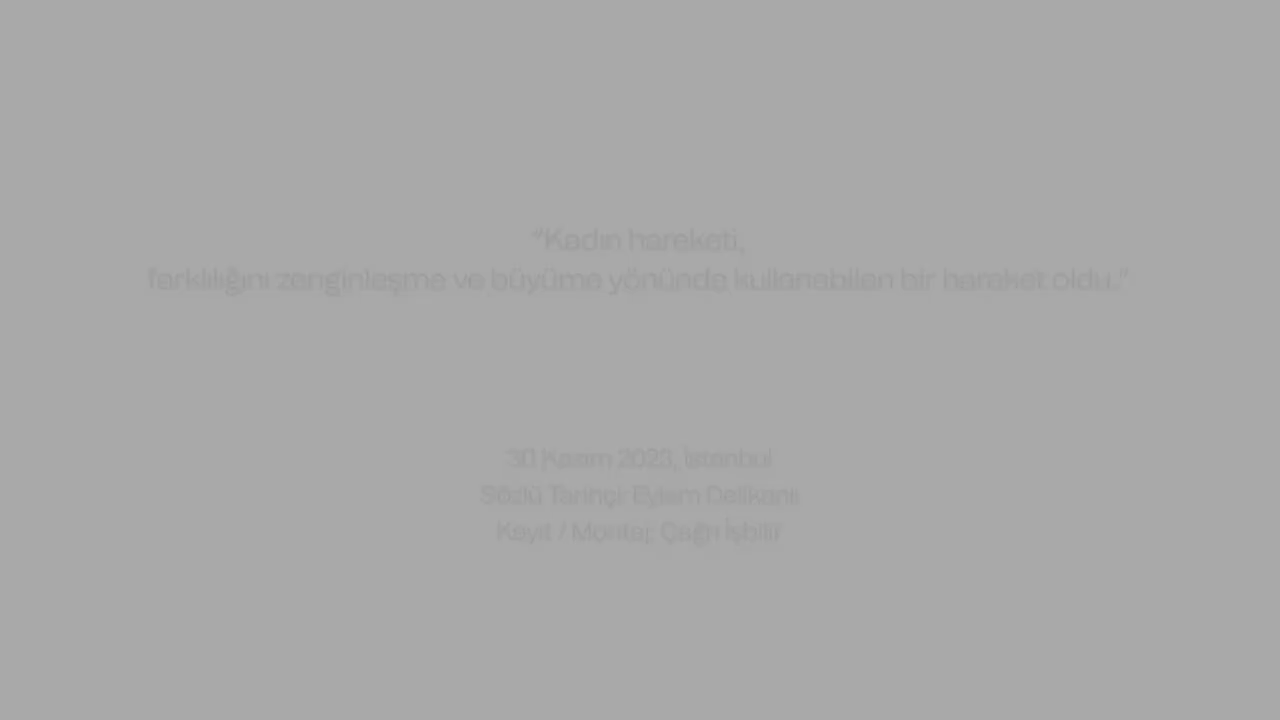 “Kadın hareketi,
farklılığını zenginleşme ve büyüme yönünde kullanabilen bir hareket oldu.”
30 Kasım 2023, İstanbul
Sözlü Tarihçi: Eylem Delikanlı
Kayıt / Montaj: Çağrı İşbilir